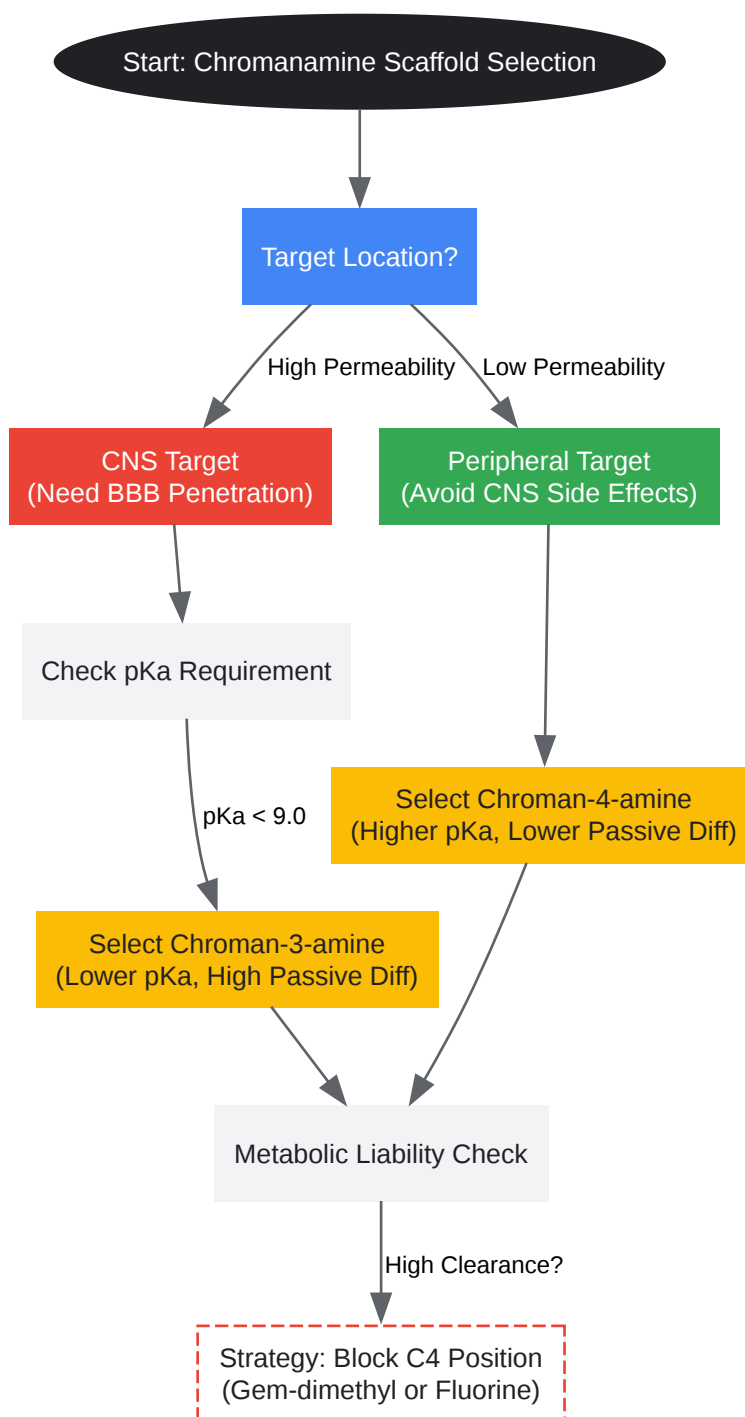 Start: Chromanamine Scaffold Selection
Target Location?
High Permeability
Low Permeability
CNS Target
(Need BBB Penetration)
Peripheral Target
(Avoid CNS Side Effects)
Check pKa Requirement
pKa < 9.0
Select Chroman-4-amine
(Higher pKa, Lower Passive Diff)
Select Chroman-3-amine
(Lower pKa, High Passive Diff)
Metabolic Liability Check
High Clearance?
Strategy: Block C4 Position
(Gem-dimethyl or Fluorine)